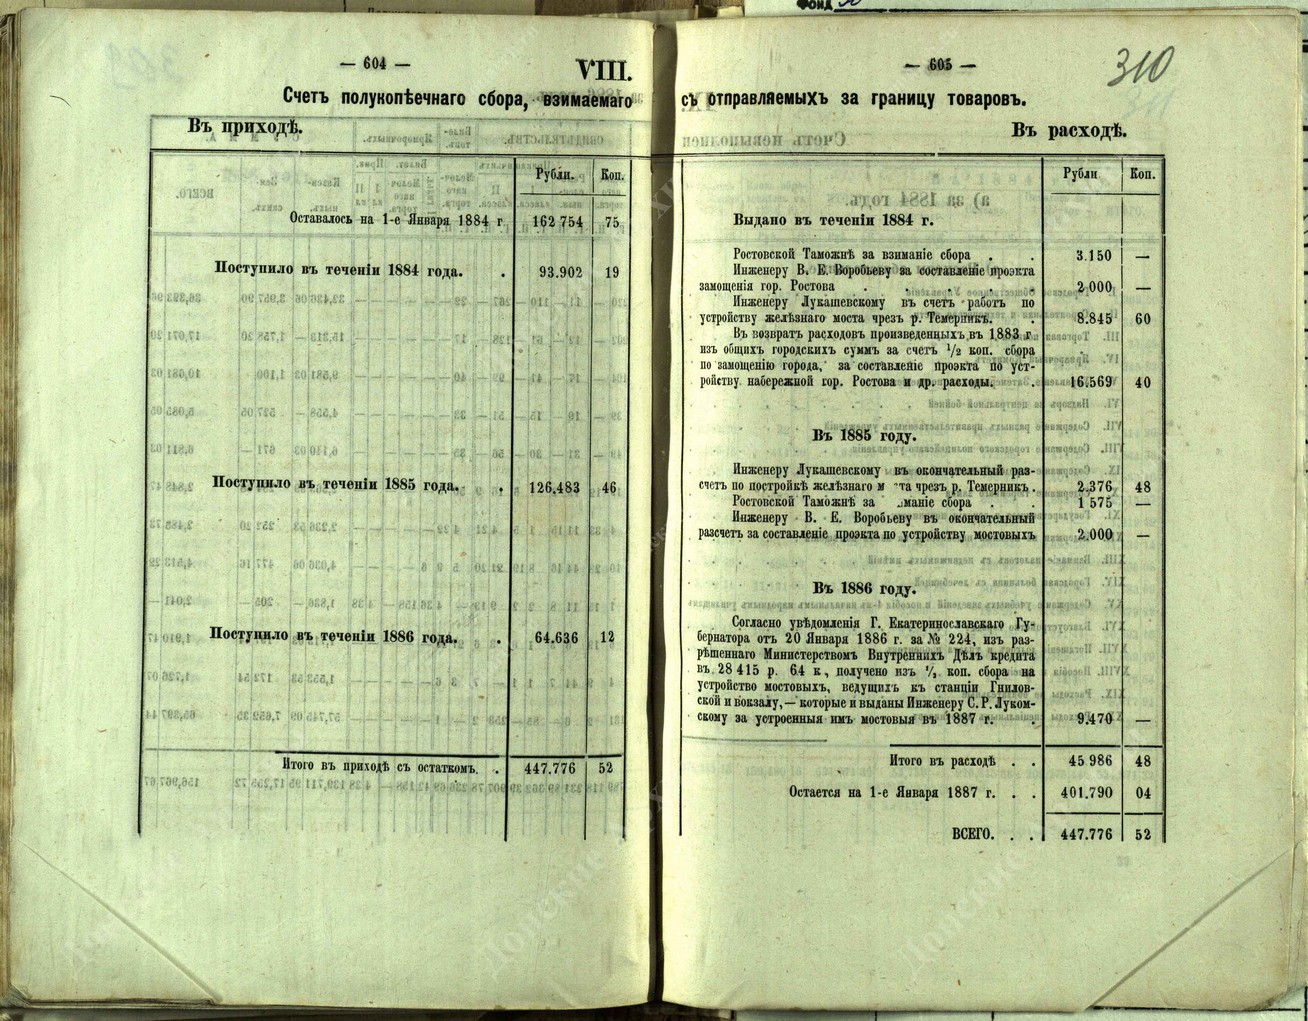 — 604 —
VIII.
Счетъ полукопѣечнаго сбора, взимаемаго
Въ приходѣ.
Рубли. Коп.
Оставалось на 1-е Января 1884 г 162 754 75
Поступило въ теченіи 1884 года. . 93.902 19
Поступило въ теченіи 1885 года. . 126.483 46
Поступило въ теченіи 1886 года. . 64.636 12
Итого въ приходѣ съ остаткомъ. . 447.776 52
— 605 —
310
съ отправляемыхъ за границу товаровъ.
Въ расходѣ.
Рубли Коп.
Выдано въ теченіи 1884 г.
Ростовской Таможнѣ за взиманіе сбора . . 3.150 —
Инженеру В. Е. Воробьеву за составленіе проэкта
замощенія гор. Ростова . . . . . . 2 000 —
Инженеру Лукашевскому въ счетъ работъ по
устройству желѣзнаго моста чрезъ р. Темерникъ. . 8.845 60
Въ возвратъ расходовъ произведенныхъ въ 1883 г
изъ общихъ городскихъ суммъ за счетъ 1/2 коп. сбора
по замощенію города, за составленіе проэкта по уст-
ройству набережной гор. Ростова и др. расходы. . 16.569 40
Въ 1885 году.
Инженеру Лукашевскому въ окончательный раз-
счетъ по постройкѣ желѣзнаго м та чрезъ р, Темерникъ. 2.376 48
Ростовской Таможнѣ за маніе сбора . . 1 575 —
Инженеру В. Е. Воробьеву въ окончательный
разсчетъ за составленіе проэкта по устройству мостовыхъ 2.000 —
Въ 1886 году.
Согласно увѣдомленія Г. Екатеринославскаго Гу-
бернатора отъ 20 Января 1886 г. за № 224, изъ раз-
рѣшеннаго Министерствомъ Внутреннихъ Дѣлъ кредита
въ 28 415 р. 64 к, получено изъ 1/2 коп. сбора на
устройство мостовыхъ, ведущихъ къ станціи Гнилов-
ской и вокзалу,—которые и выданы Инженеру С. Р. Луком-
скому за устроенныя имъ мостовыя въ 1887 г. . 9.470 —
Итого въ расходѣ . . 45 986 48
Остается на 1-е Января 1887 г. . . 401.790 04
ВСЕГО. . . 447.776 52